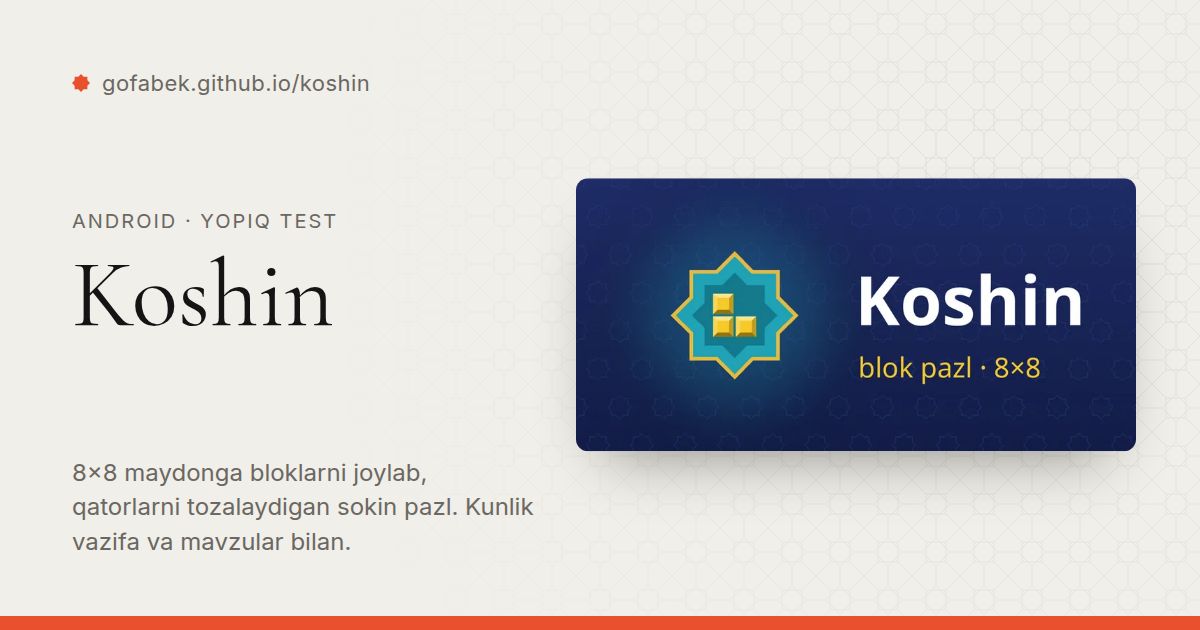 gofabek.github.io/koshin
ANDROID · YOPIQ TEST
Koshin
Koshin
blok pazl · 8×8
8×8 maydonga bloklarni joylab,
qatorlarni tozalaydigan sokin pazl. Kunlik
vazifa va mavzular bilan.